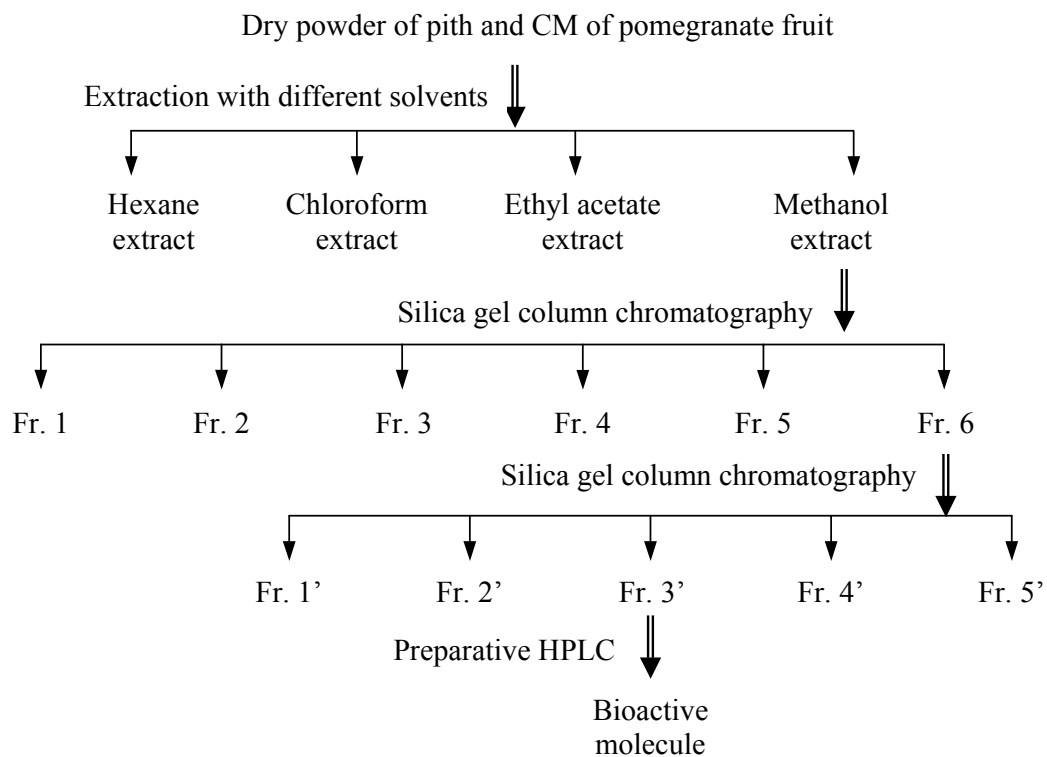 Dry powder of pith and CM of pomegranate fruit
Extraction with different solvents
Hexane
extract
Chloroform
extract
Ethyl acetate
extract
Methanol
extract
Silica gel column chromatography
Fr. 1
Fr. 2
Fr. 3
Fr. 4
Fr. 5
Fr. 6
Silica gel column chromatography
Fr. 1’
Fr. 2’
Fr. 3’
Fr. 4’
Fr. 5’
Preparative HPLC
Bioactive
molecule